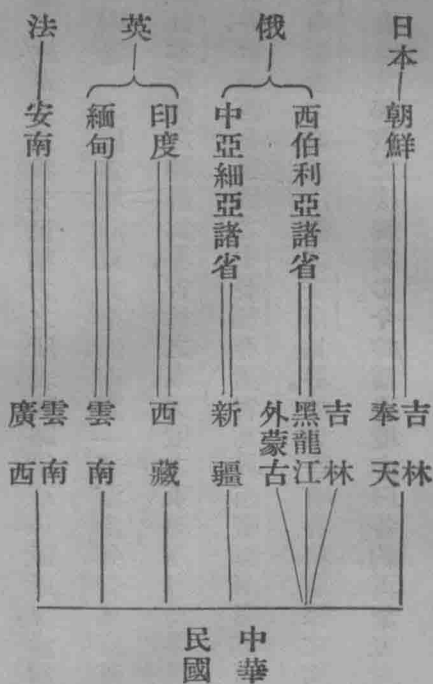 日本
朝鮮
吉林
奉天
俄
西伯利亞諸省
吉林
黑龍江
外蒙古
中亞細亞諸省
新疆
英
印度
西藏
緬甸
雲南
法
安南
雲南
廣西
中華
民國